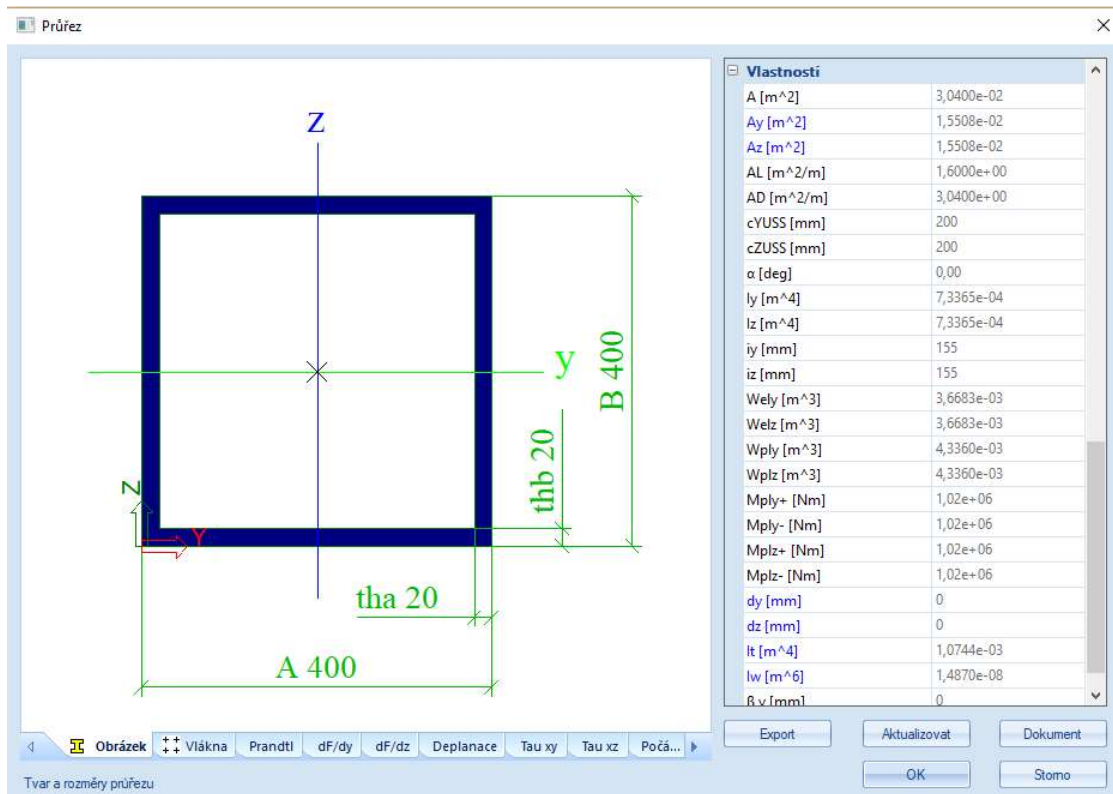 Průřez
Z
y
B 400
thb 20
Z
Y
tha 20
A 400
Vlastností
A [m^2] 3,0400e-02
Ay [m^2] 1,5508e-02
Az [m^2] 1,5508e-02
AL [m^2/m] 1,6000e+00
AD [m^2/m] 3,0400e+00
cYUSS [mm] 200
cZUSS [mm] 200
α [deg] 0,00
Iy [m^4] 7,3365e-04
Iz [m^4] 7,3365e-04
iy [mm] 155
iz [mm] 155
Wely [m^3] 3,6683e-03
Welz [m^3] 3,6683e-03
Wply [m^3] 4,3360e-03
Wplz [m^3] 4,3360e-03
Mply+ [Nm] 1,02e+06
Mply- [Nm] 1,02e+06
Mplz+ [Nm] 1,02e+06
Mplz- [Nm] 1,02e+06
dy [mm] 0
dz [mm] 0
It [m^4] 1,0744e-03
Iw [m^6] 1,4870e-08
β y [mm] 0
Obrázek Vlákna Prandtl dF/dy dF/dz Deplanace Tau xy Tau xz Počá...
Export Aktualizovat Dokument
OK Storno
Tvar a rozměry průřezu